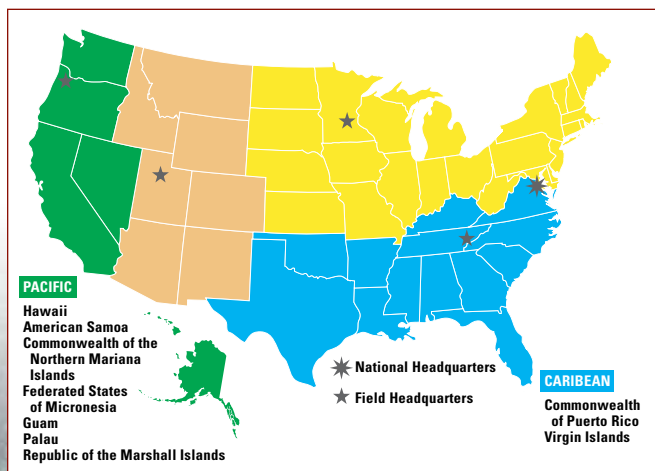 PACIFIC
Hawaii
American Samoa
Commonwealth of the
Northern Mariana
Islands
Federated States
of Micronesia
Guam
Palau
Republic of the Marshall Islands
National Headquarters
Field Headquarters
CARIBEAN
Commonwealth
of Puerto Rico
Virgin Islands